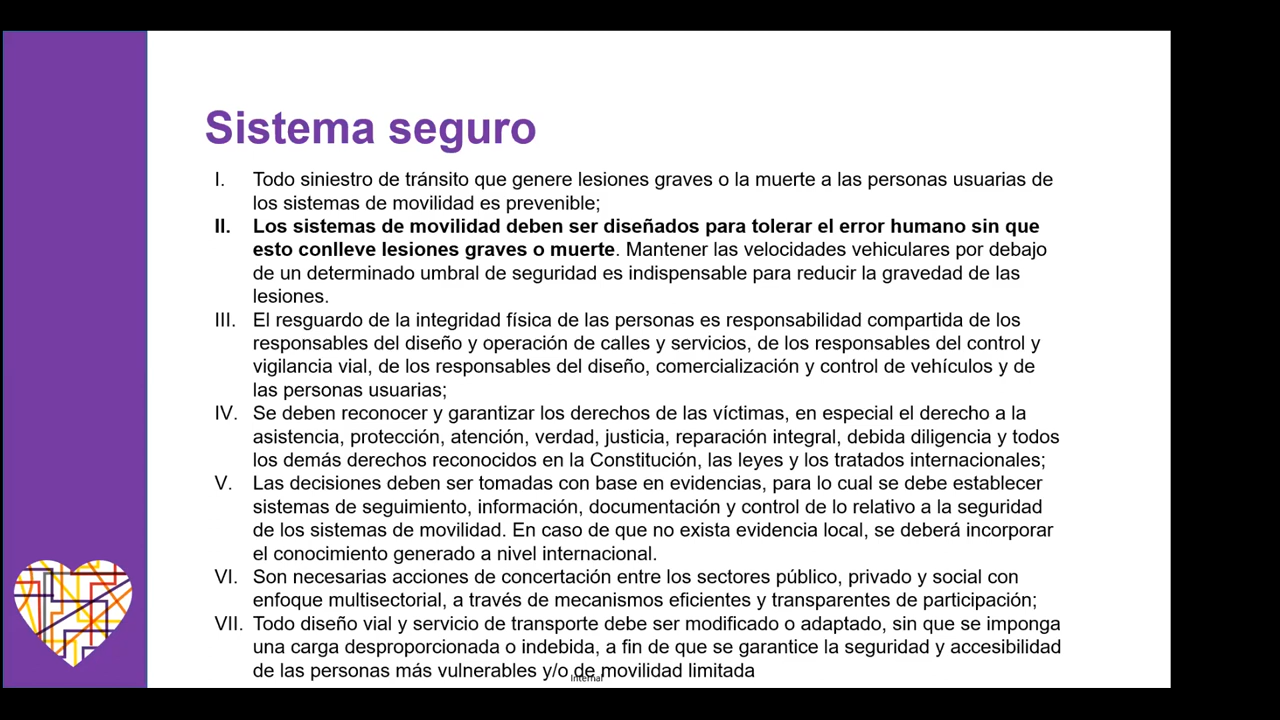 Sistema seguro
I. Todo siniestro de tránsito que genere lesiones graves o la muerte a las personas usuarias de
los sistemas de movilidad es prevenible;
II. Los sistemas de movilidad deben ser diseñados para tolerar el error humano sin que
esto conlleve lesiones graves o muerte. Mantener las velocidades vehiculares por debajo
de un determinado umbral de seguridad es indispensable para reducir la gravedad de las
lesiones.
III. El resguardo de la integridad física de las personas es responsabilidad compartida de los
responsables del diseño y operación de calles y servicios, de los responsables del control y
vigilancia vial, de los responsables del diseño, comercialización y control de vehículos y de
las personas usuarias;
IV. Se deben reconocer y garantizar los derechos de las víctimas, en especial el derecho a la
asistencia, protección, atención, verdad, justicia, reparación integral, debida diligencia y todos
los demás derechos reconocidos en la Constitución, las leyes y los tratados internacionales;
V. Las decisiones deben ser tomadas con base en evidencias, para lo cual se debe establecer
sistemas de seguimiento, información, documentación y control de lo relativo a la seguridad
de los sistemas de movilidad. En caso de que no exista evidencia local, se deberá incorporar
el conocimiento generado a nivel internacional.
VI. Son necesarias acciones de concertación entre los sectores público, privado y social con
enfoque multisectorial, a través de mecanismos eficientes y transparentes de participación;
VII. Todo diseño vial y servicio de transporte debe ser modificado o adaptado, sin que se imponga
una carga desproporcionada o indebida, a fin de que se garantice la seguridad y accesibilidad
de las personas más vulnerables y/o de movilidad limitada
Internal